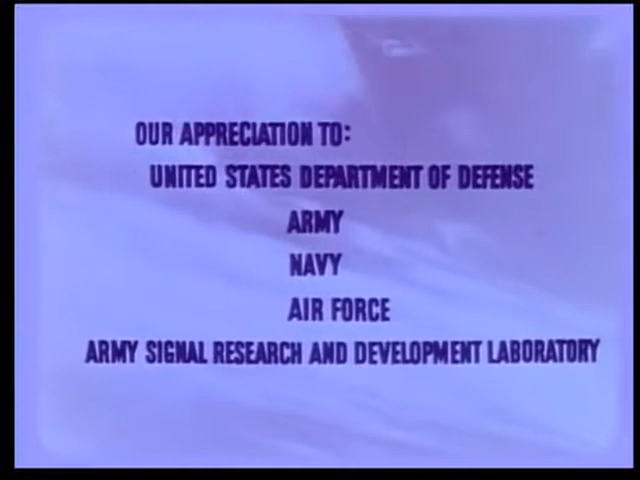 OUR APPRECIATION TO:
UNITED STATES DEPARTMENT OF DEFENSE
ARMY
NAVY
AIR FORCE
ARMY SIGNAL RESEARCH AND DEVELOPMENT LABORATORY